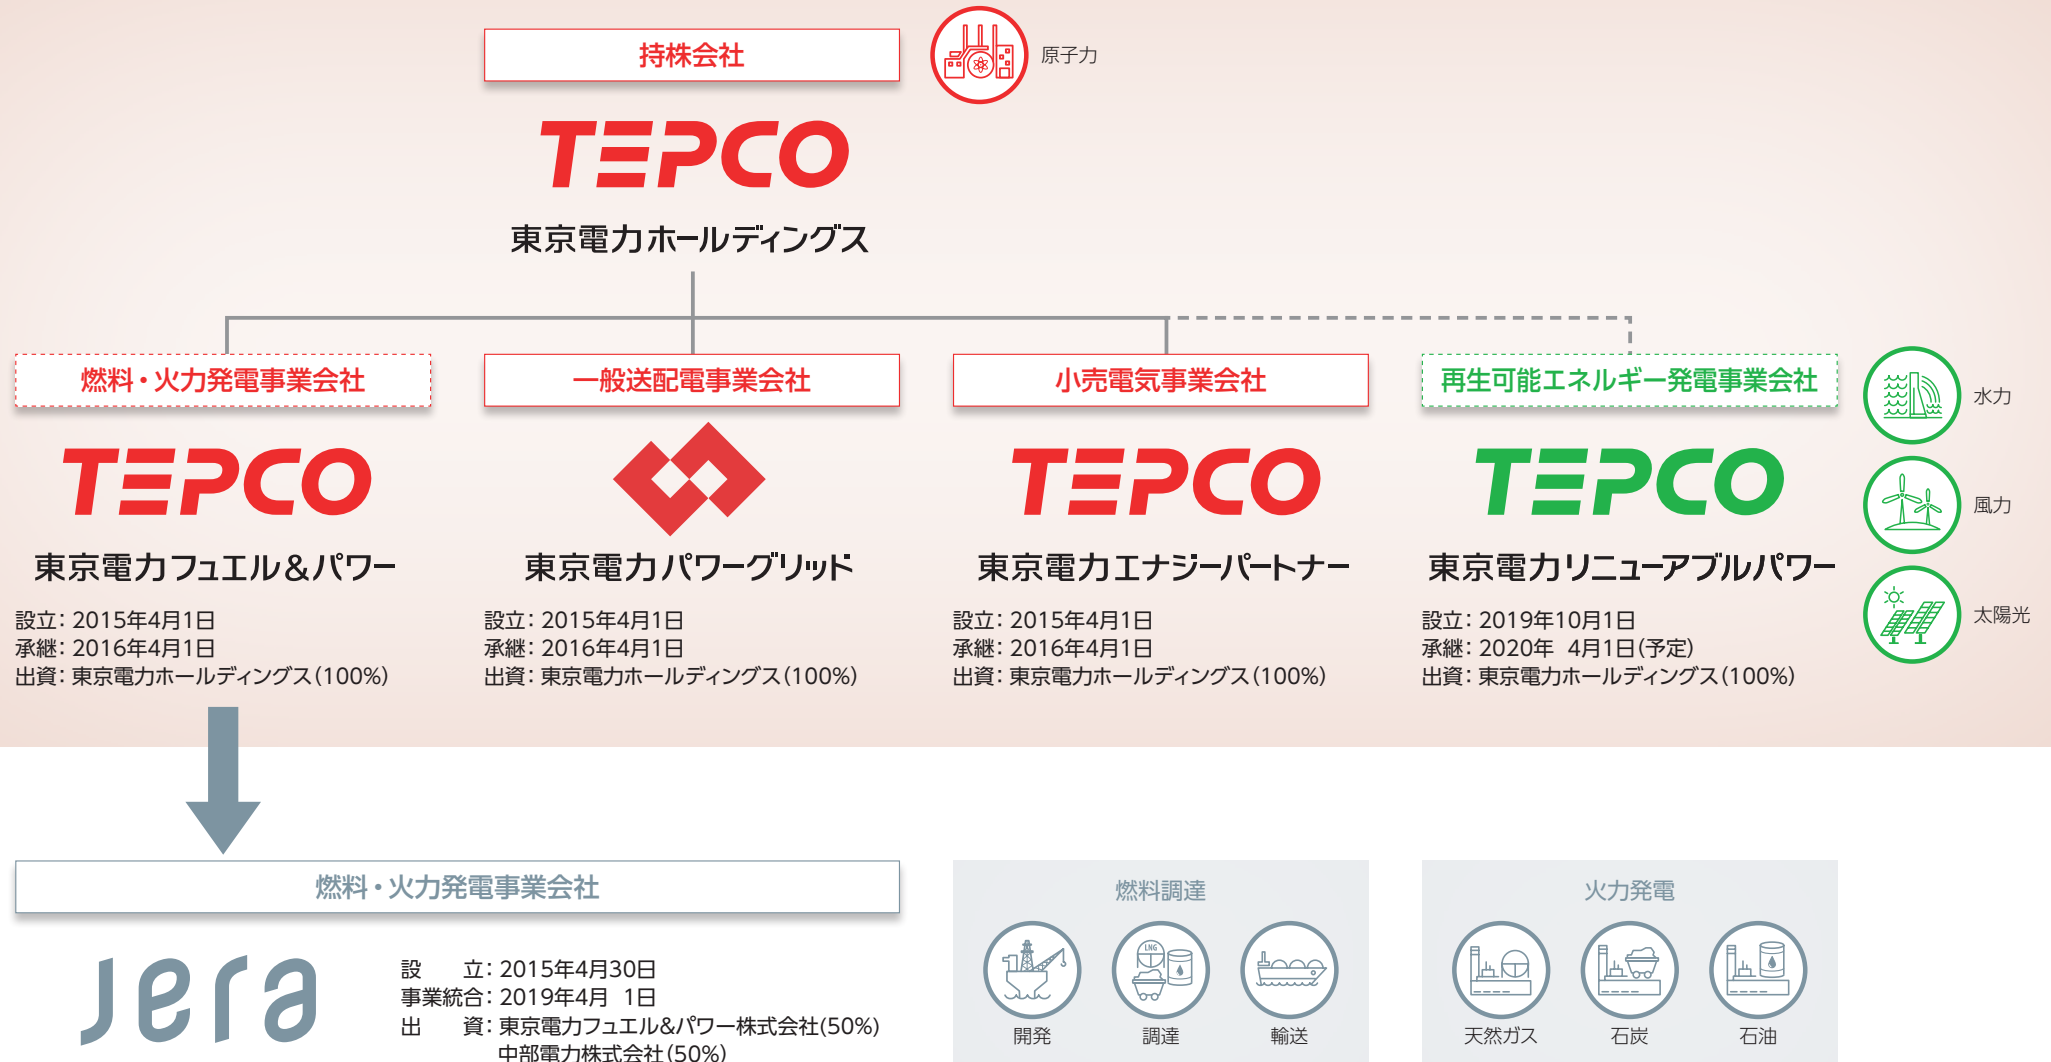 持株会社
原子力
TEPCO
東京電力ホールディングス
燃料・火力発電事業会社
TEPCO
東京電力フュエル&パワー
設立：2015年4月1日
承継：2016年4月1日
出資：東京電力ホールディングス(100%)
一般送配電事業会社
東京電力パワーグリッド
設立：2015年4月1日
承継：2016年4月1日
出資：東京電力ホールディングス(100%)
小売電気事業会社
TEPCO
東京電力エナジーパートナー
設立：2015年4月1日
承継：2016年4月1日
出資：東京電力ホールディングス(100%)
再生可能エネルギー発電事業会社
TEPCO
東京電力リニューアブルパワー
設立：2019年10月1日
承継：2020年 4月1日(予定)
出資：東京電力ホールディングス(100%)
水力
風力
太陽光
燃料・火力発電事業会社
Jera
設　立：2015年4月30日
事業統合：2019年4月 1日
出　資：東京電力フュエル&パワー株式会社(50%)
中部電力株式会社(50%)
燃料調達
開発
LNG
調達
輸送
火力発電
天然ガス
石炭
石油